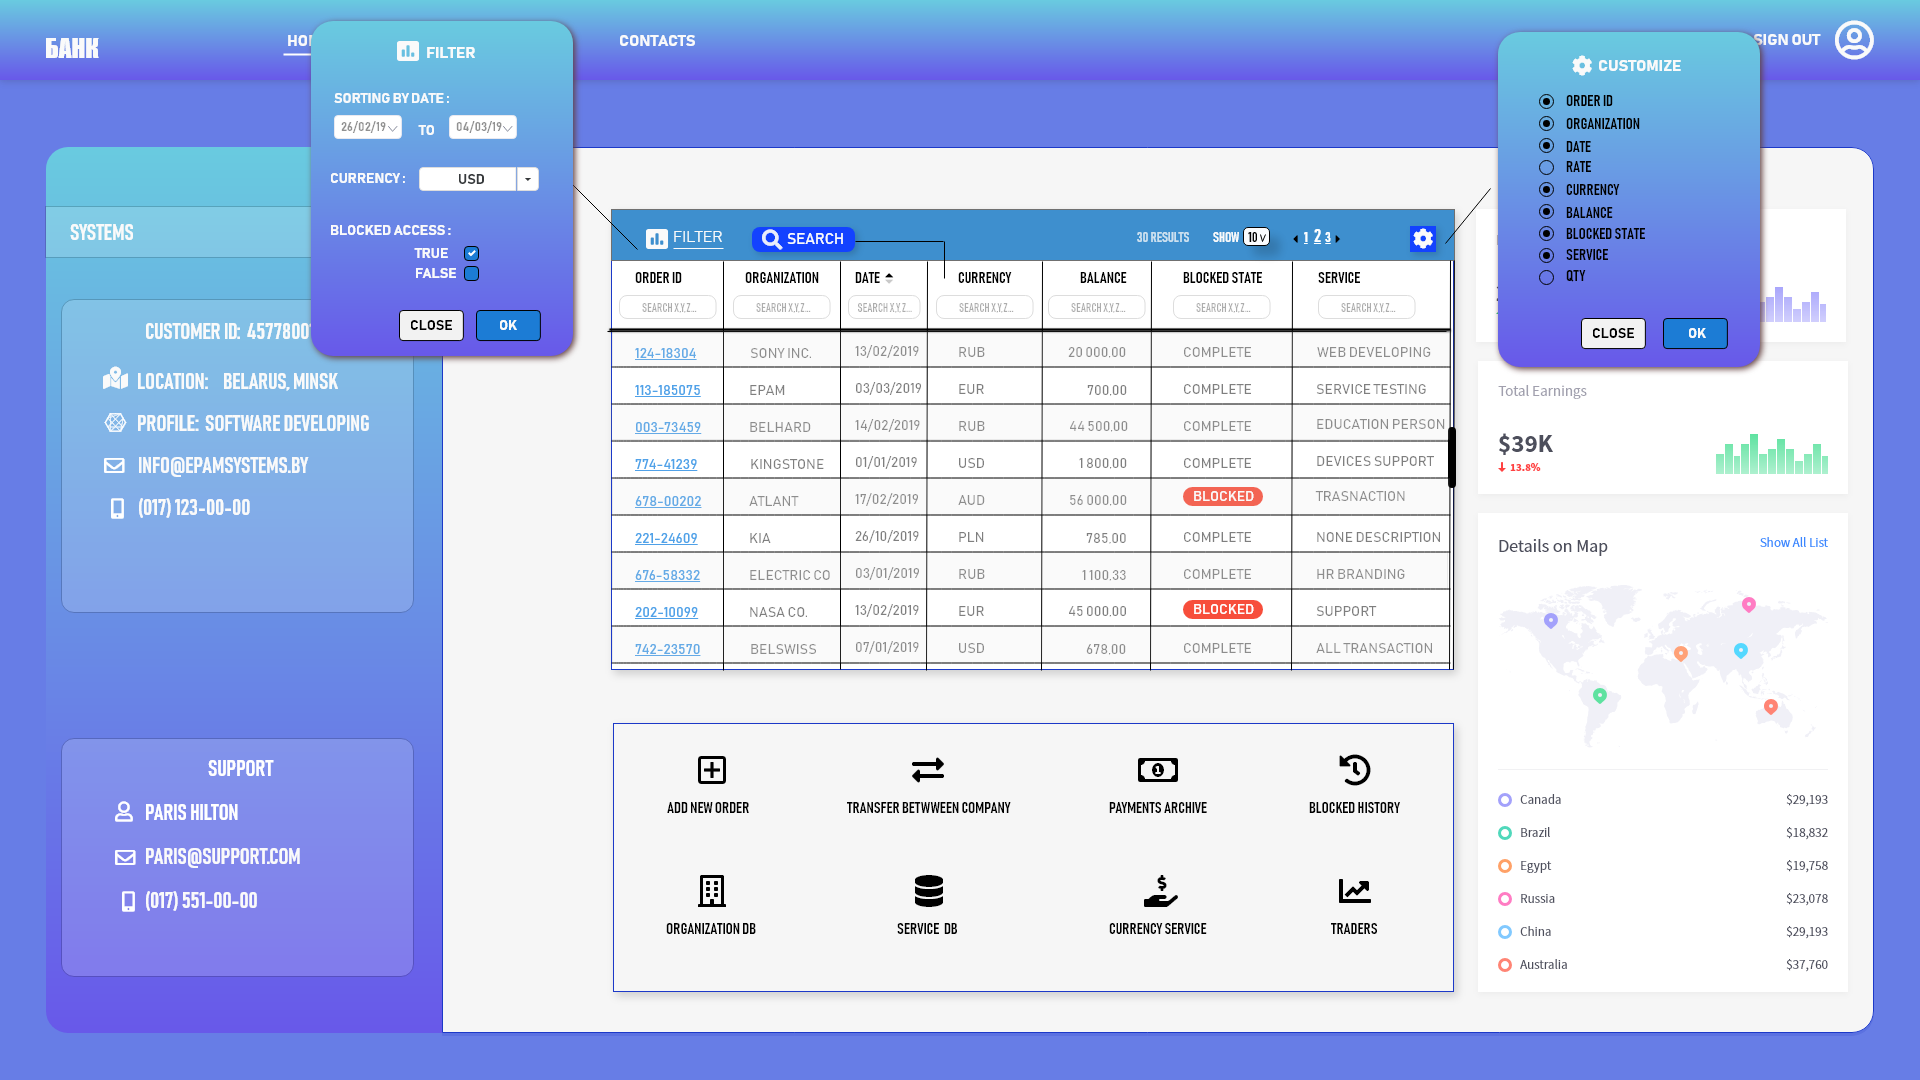 БАНК
CONTACTS
SIGN OUT
FILTER
SORTING BY DATE :
26/02/19 TO 04/03/19
CURRENCY : USD
BLOCKED ACCESS :
TRUE
FALSE
CLOSE OK
CUSTOMIZE
ORDER ID
ORGANIZATION
DATE
RATE
CURRENCY
BALANCE
BLOCKED STATE
SERVICE
QTY
CLOSE OK
SYSTEMS
CUSTOMER ID:
LOCATION: BELARUS, MINSK
PROFILE: SOFTWARE DEVELOPING
INFO@EPAMSYSTEMS.BY
(017) 123-00-00
SUPPORT
PARIS HILTON
PARIS@SUPPORT.COM
(017) 551-00-00
FILTER SEARCH 30 RESULTS SHOW 10 V 1 2 3
ORDER ID ORGANIZATION DATE CURRENCY BALANCE BLOCKED STATE SERVICE
SEARCH X,Y,Z... SEARCH X,Y,Z... SEARCH X,Y,Z... SEARCH X,Y,Z... SEARCH X,Y,Z... SEARCH X,Y,Z... SEARCH X,Y,Z...
124-18304 SONY INC. 13/02/2019 RUB 20 000.00 COMPLETE WEB DEVELOPING
113-185075 EPAM 03/03/2019 EUR 700.00 COMPLETE SERVICE TESTING
003-73459 BELHARD 14/02/2019 RUB 44 500.00 COMPLETE EDUCATION PERSON
774-41239 KINGSTONE 01/01/2019 USD 1 800.00 COMPLETE DEVICES SUPPORT
678-00202 ATLANT 17/02/2019 AUD 56 000.00 BLOCKED TRASNACTION
221-24609 KIA 26/10/2019 PLN 785.00 COMPLETE NONE DESCRIPTION
676-58332 ELECTRIC CO 03/01/2019 RUB 1 100.33 COMPLETE HR BRANDING
202-10099 NASA CO. 13/02/2019 EUR 45 000.00 BLOCKED SUPPORT
742-23570 BELSWISS 07/01/2019 USD 678.00 COMPLETE ALL TRANSACTION
ADD NEW ORDER TRANSFER BETWWEEN COMPANY PAYMENTS ARCHIVE BLOCKED HISTORY
ORGANIZATION DB SERVICE DB CURRENCY SERVICE TRADERS
Total Earnings
$39K
13.8%
Details on Map Show All List
Canada $29,193
Brazil $18,832
Egypt $19,758
Russia $23,078
China $29,193
Australia $37,760